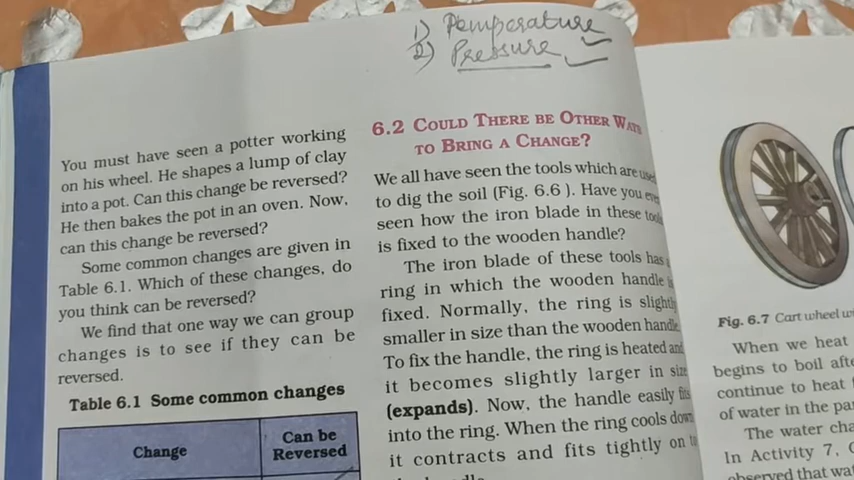 1) Pemperature
2) Pressure
You must have seen a potter working
on his wheel. He shapes a lump of clay
into a pot. Can this change be reversed?
He then bakes the pot in an oven. Now,
can this change be reversed?
Some common changes are given in
Table 6.1. Which of these changes, do
you think can be reversed?
We find that one way we can group
changes is to see if they can be
reversed.
Table 6.1 Some common changes
Change
Can be
Reversed
6.2 COULD THERE BE OTHER WAYS
TO BRING A CHANGE?
We all have seen the tools which are used
to dig the soil (Fig. 6.6 ). Have you ever
seen how the iron blade in these tools
is fixed to the wooden handle?
The iron blade of these tools has a
ring in which the wooden handle is
fixed. Normally, the ring is slightly
smaller in size than the wooden handle.
To fix the handle, the ring is heated and
it becomes slightly larger in size
(expands). Now, the handle easily fits
into the ring. When the ring cools down
it contracts and fits tightly on
Fig. 6.7 Cart wheel
When we heat
begins to boil
continue to heat
of water in the
The water
In Activity 7,
observed that